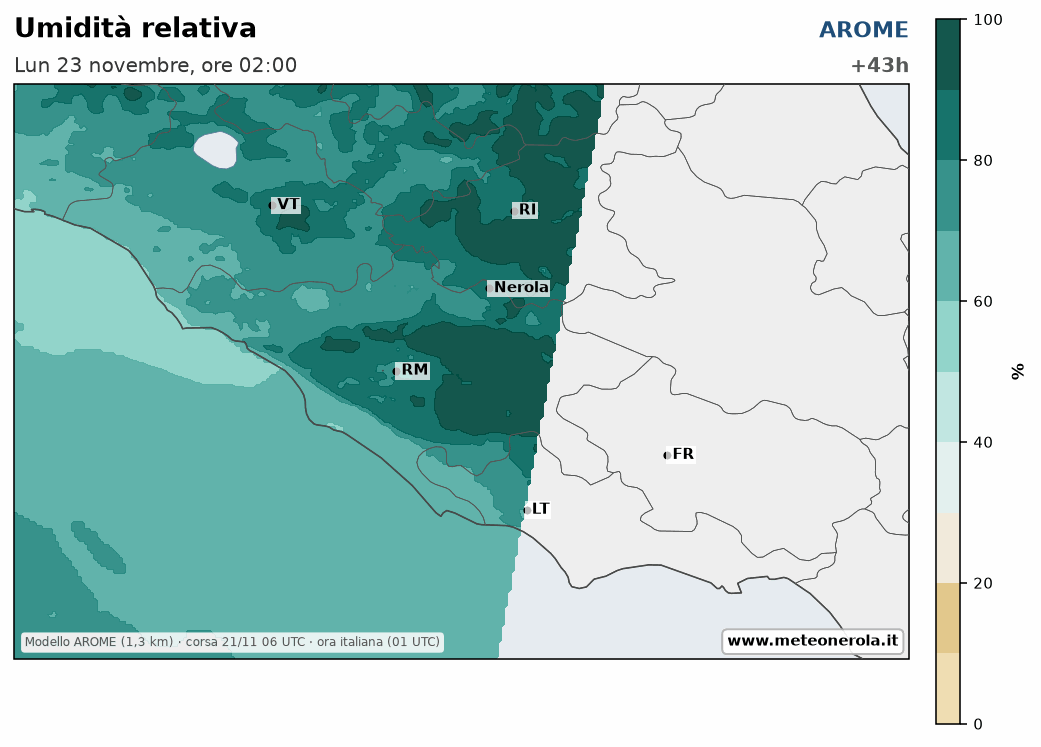 Umidità relativa
AROME
Lun 23 novembre, ore 02:00
+43h
100
80
60
40
20
0
%
VT
RI
Nerola
RM
FR
LT
Modello AROME (1,3 km) · corsa 21/11 06 UTC · ora italiana (01 UTC)
www.meteonerola.it